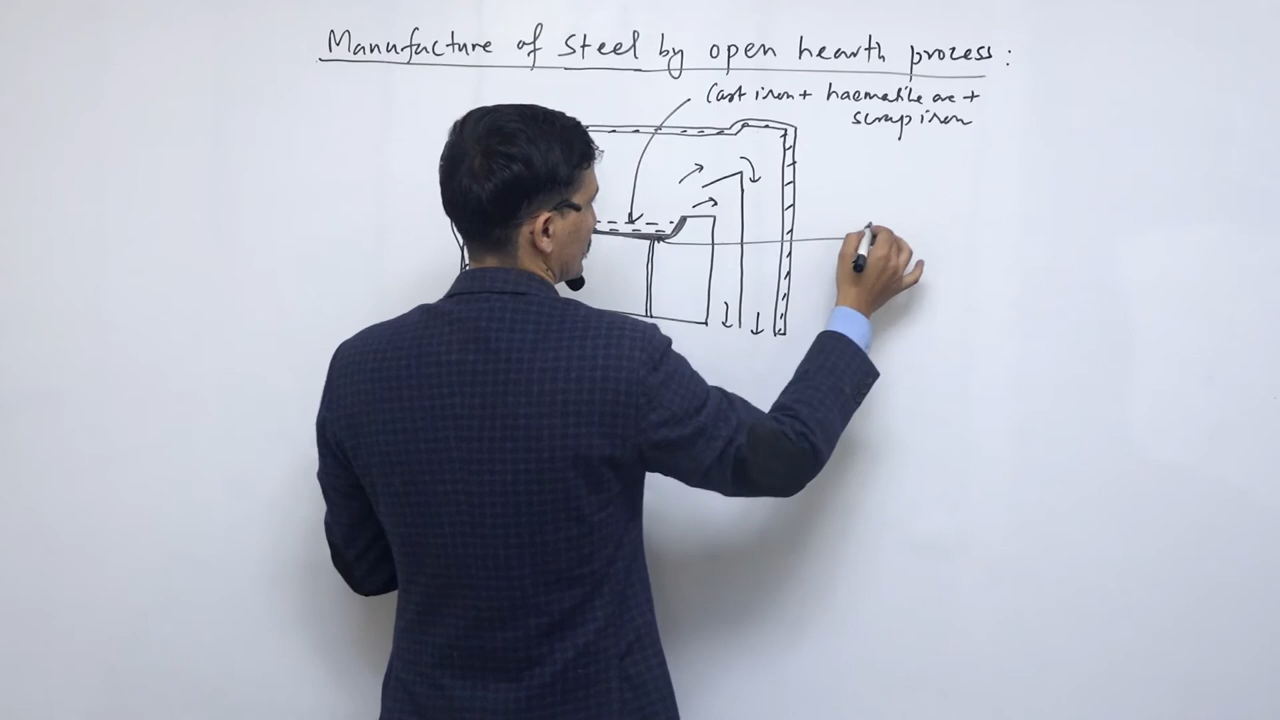 Manufacture of Steel by open hearth process:
Cast iron + haematite ore +
scrap iron